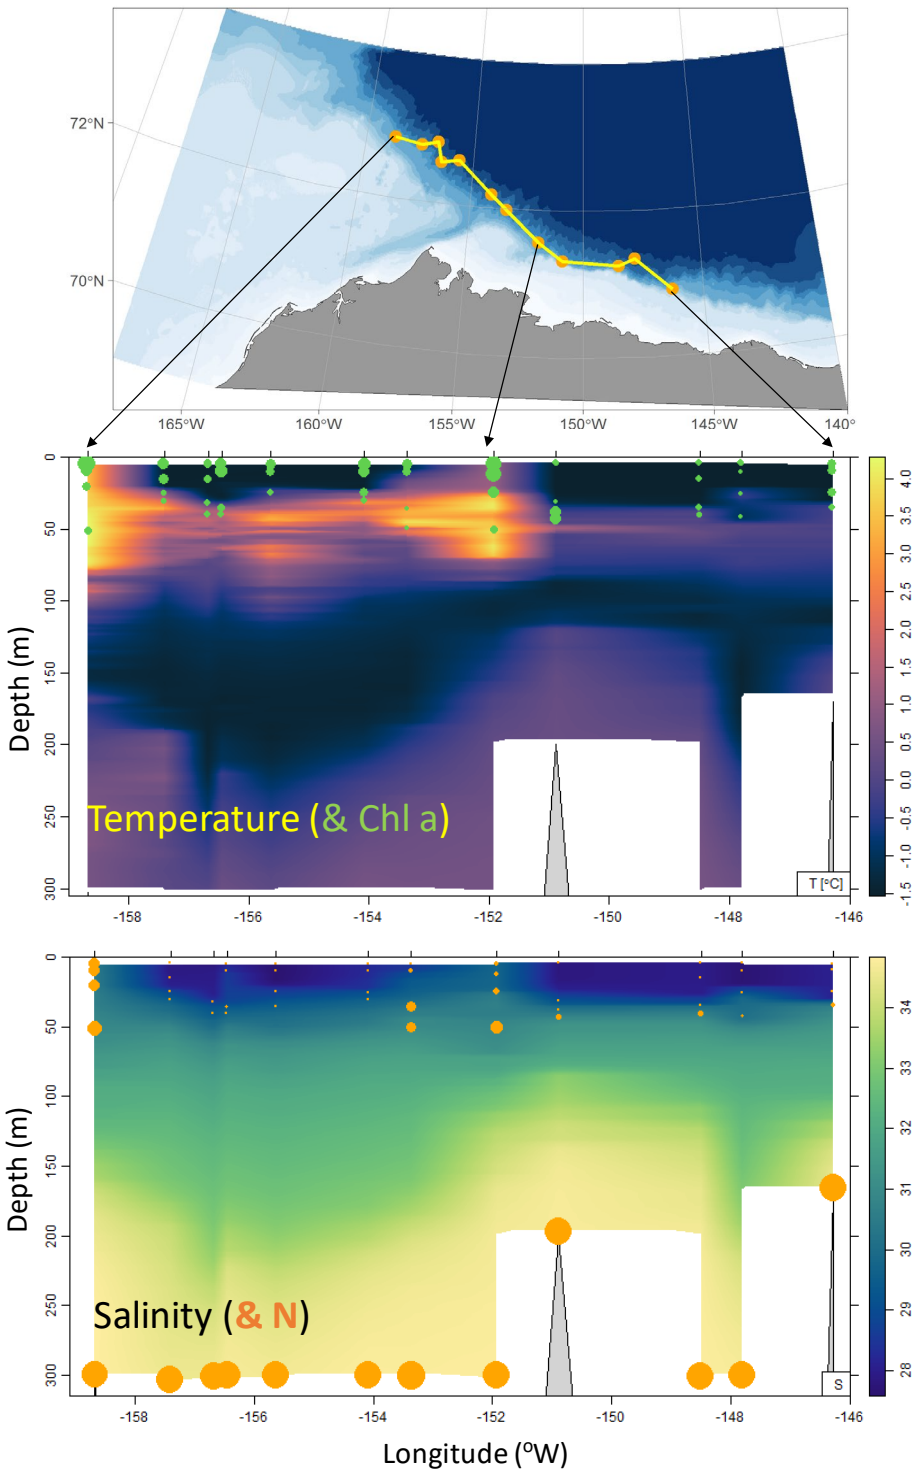 72°N
70°N
165°W 160°W 155°W 150°W 145°W 140°
0
50
100
150
200
250
300
Depth (m)
Temperature (& Chl a)
T [°C]
-158 -156 -154 -152 -150 -148 -146
4.0
3.5
3.0
2.5
2.0
1.5
1.0
0.5
0.0
-0.5
-1.0
-1.5
0
50
100
150
200
250
300
Depth (m)
Salinity (& N)
S
-158 -156 -154 -152 -150 -148 -146
34
33
32
31
30
29
28
Longitude (°W)